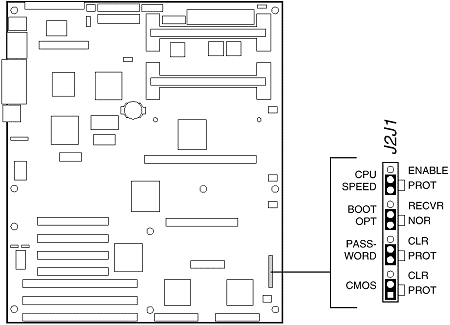 J2J1
CPU SPEED
ENABLE
PROT
BOOT OPT
RECVR
NOR
PASS-
WORD
CLR
PROT
CMOS
CLR
PROT